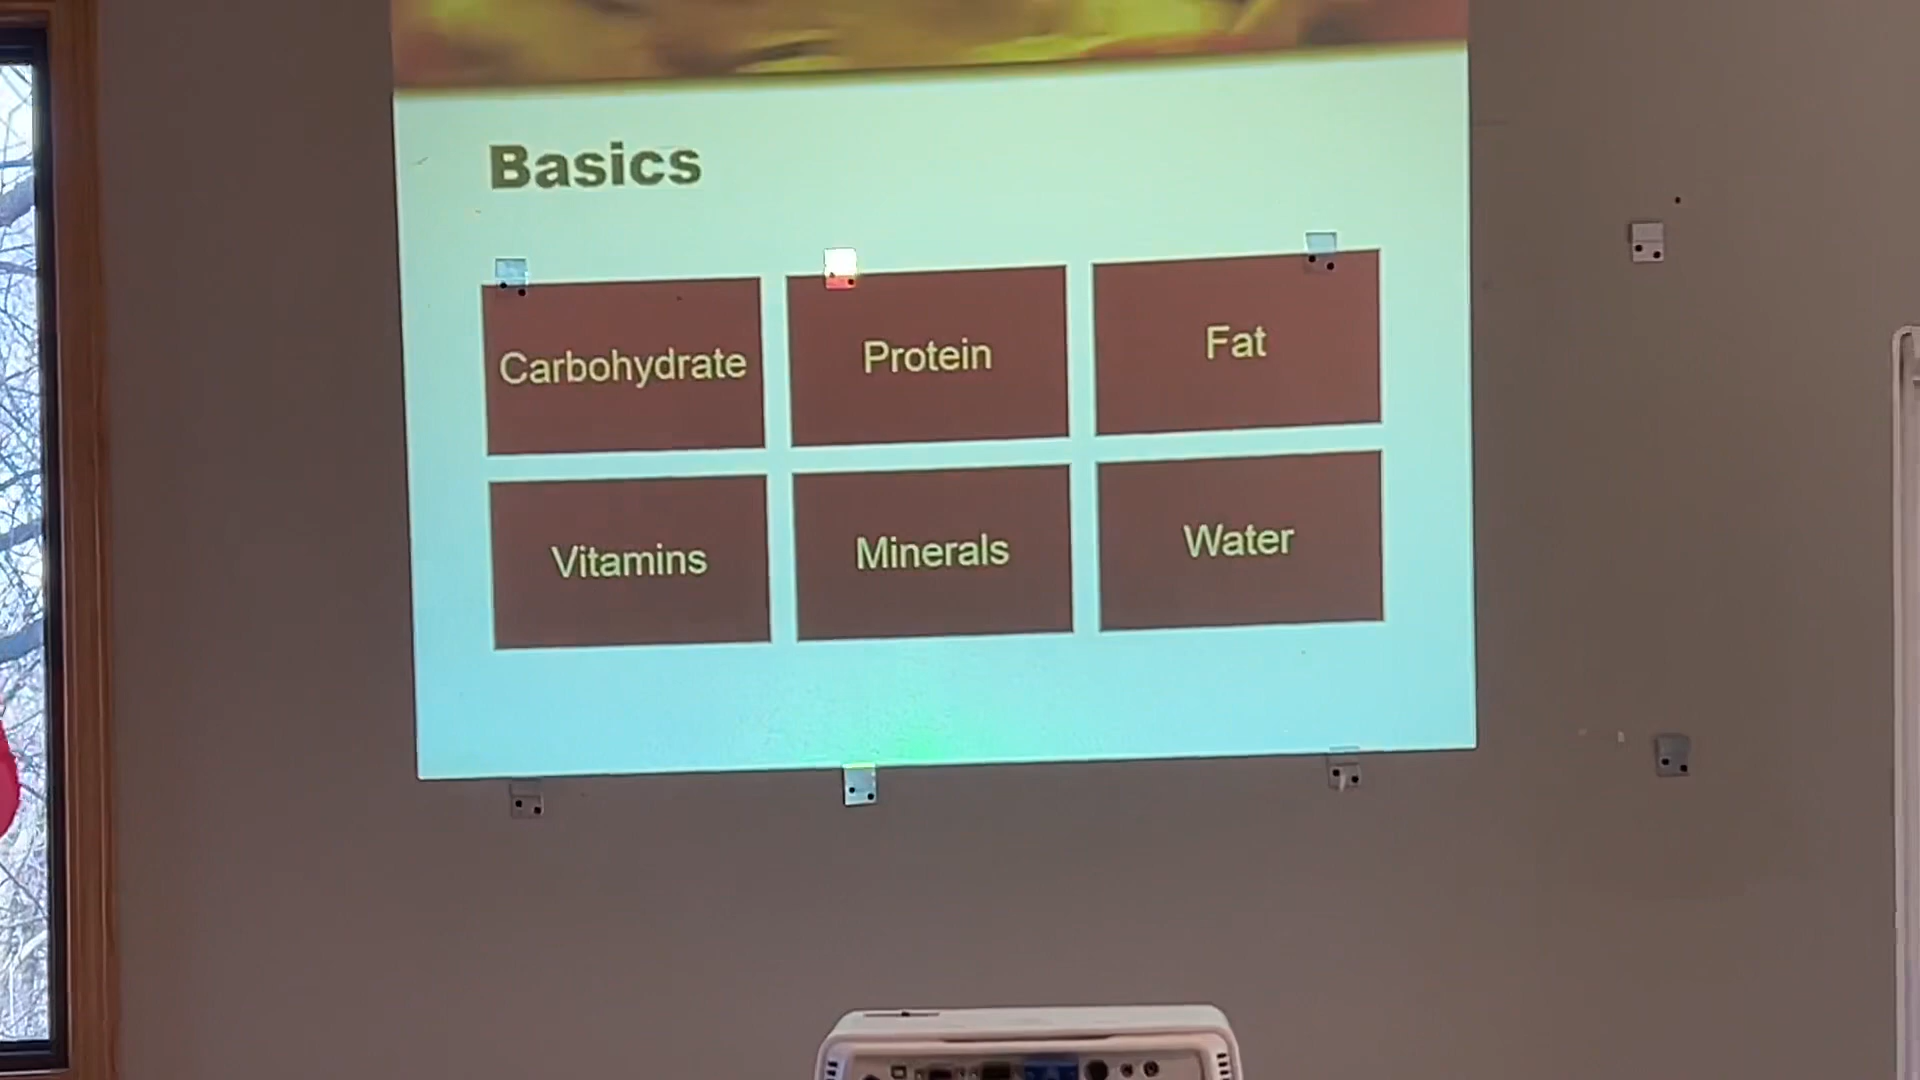 Basics
Carbohydrate
Protein
Fat
Vitamins
Minerals
Water